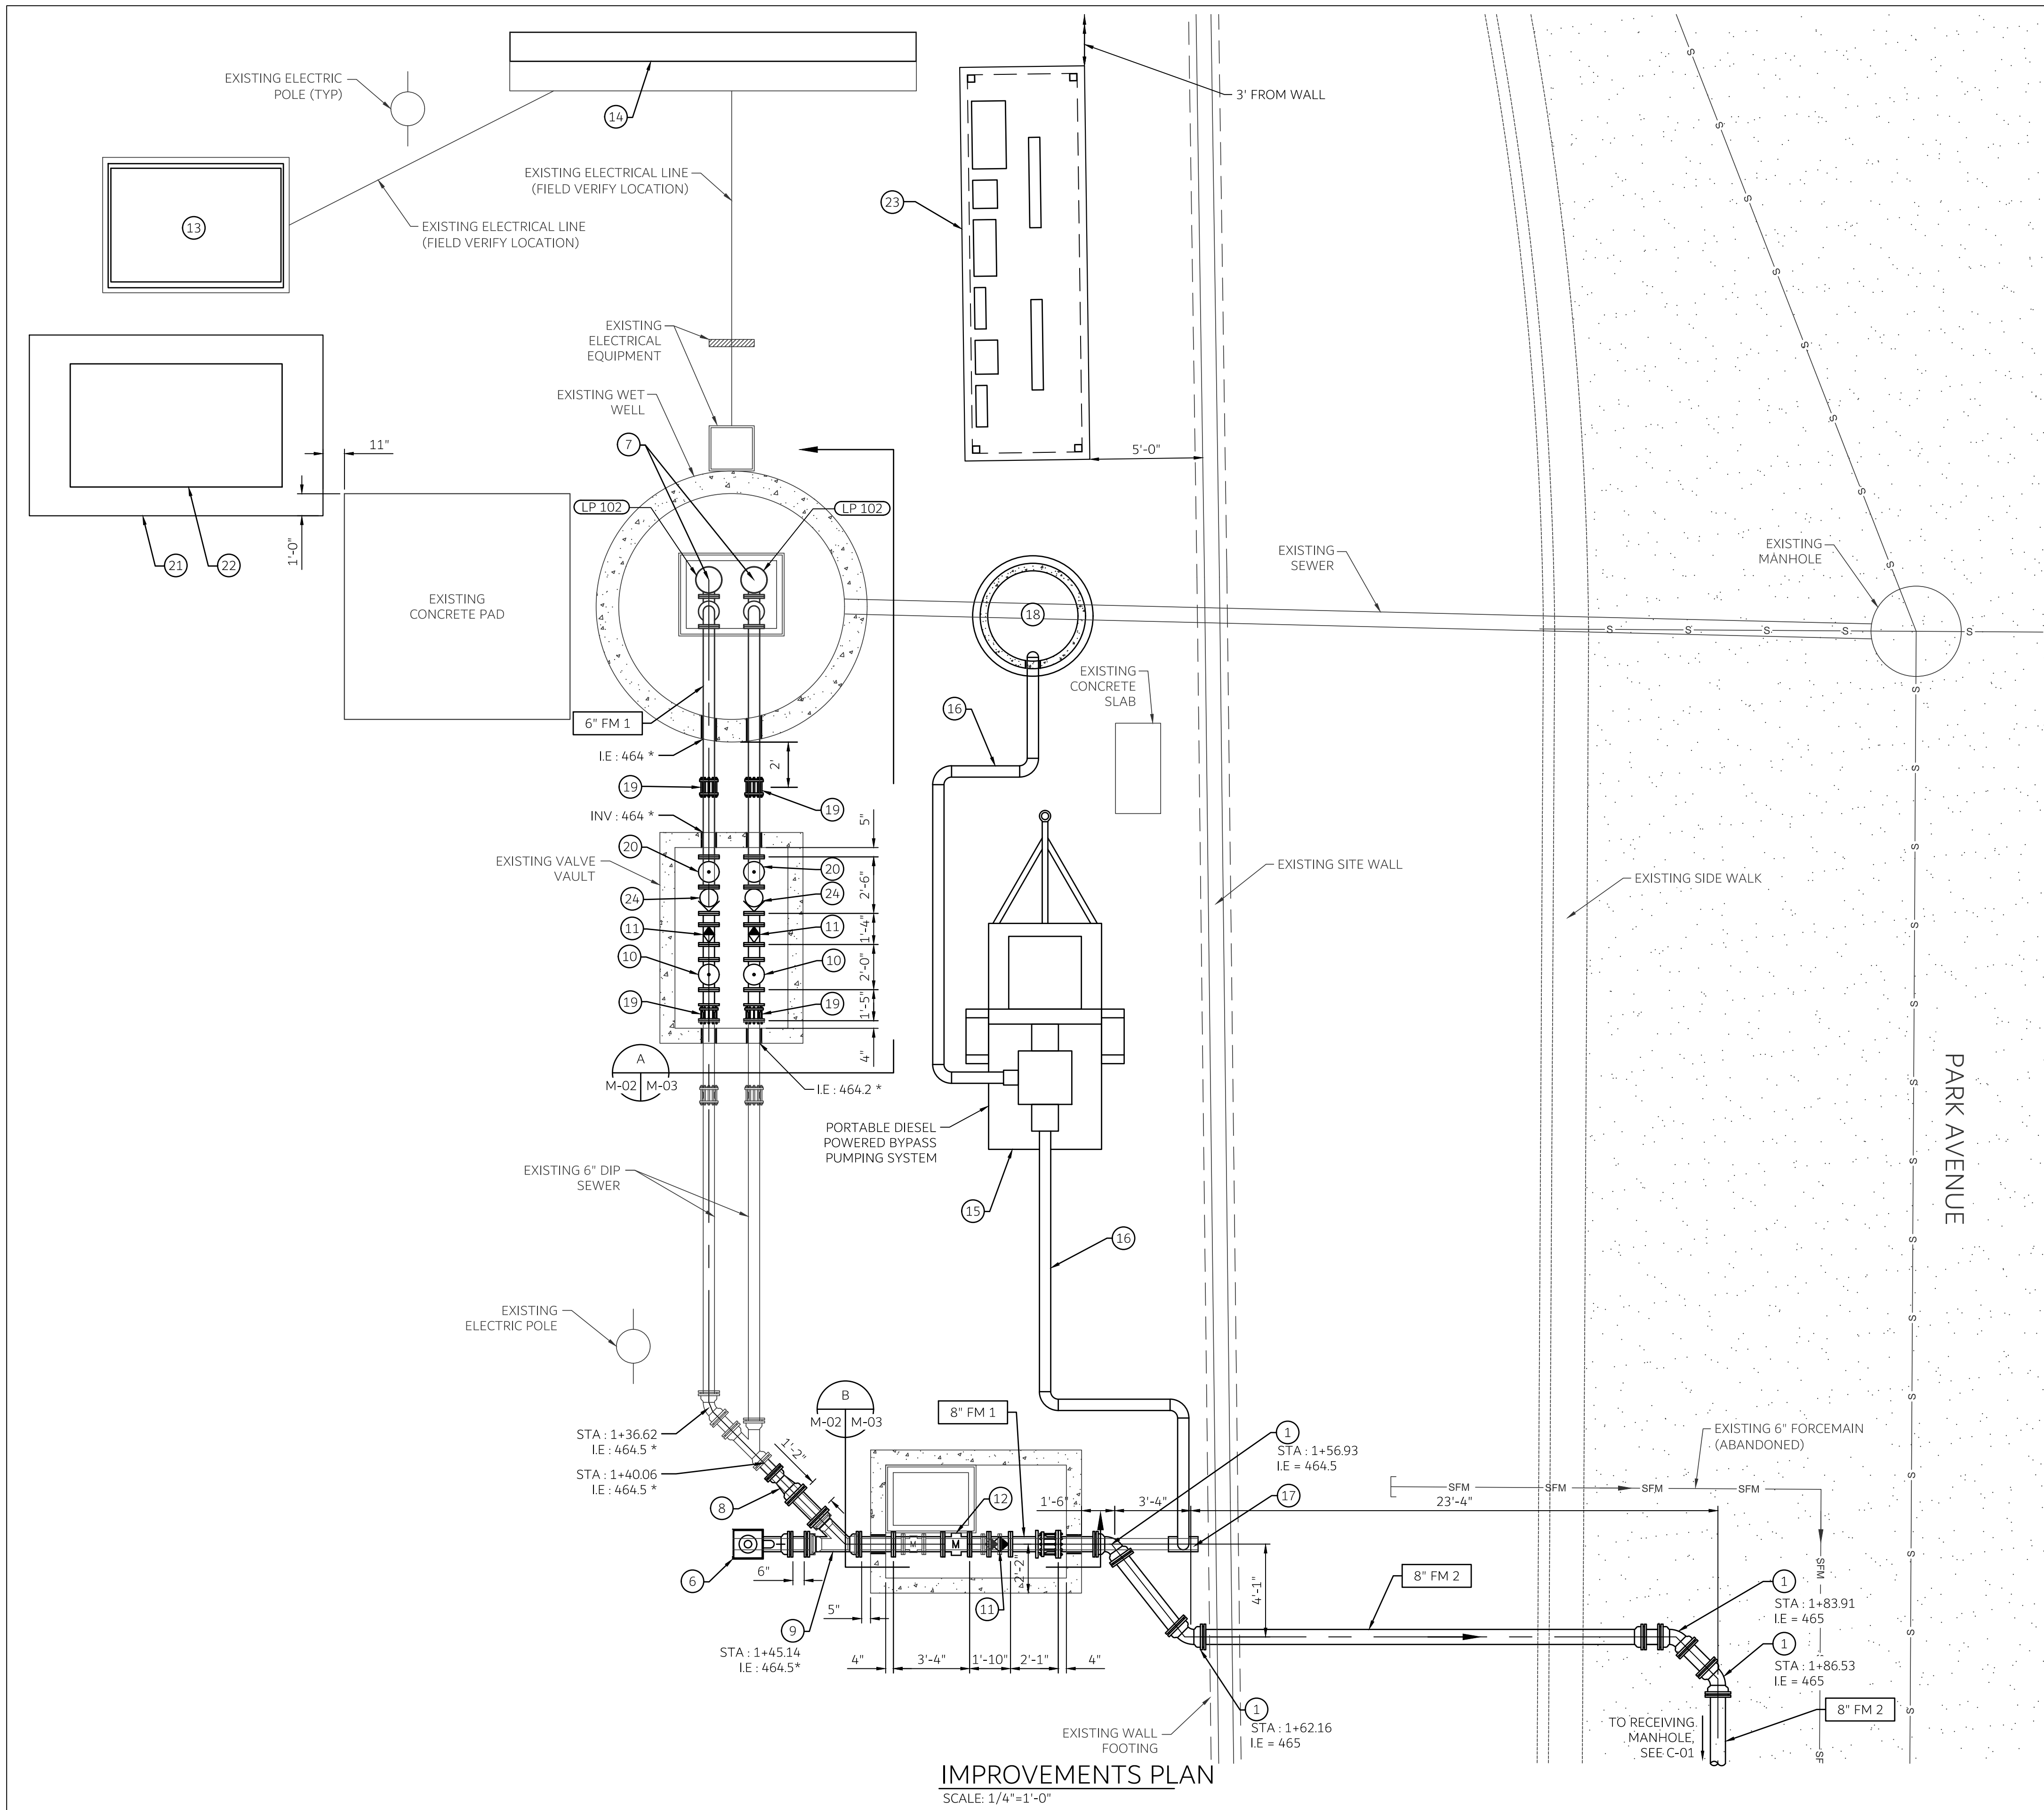 EXISTING ELECTRIC
POLE (TYP)
14
3' FROM WALL
EXISTING ELECTRICAL LINE
(FIELD VERIFY LOCATION)
23
13
EXISTING ELECTRICAL LINE
(FIELD VERIFY LOCATION)
EXISTING
ELECTRICAL
EQUIPMENT
EXISTING WET
WELL
7
11"
5'-0"
LP 102
LP 102
1'-0"
21
22
EXISTING
CONCRETE PAD
18
EXISTING
SEWER
EXISTING
MANHOLE
S
S
S
S
S
S
S
S
S
S
S
S
S
S
EXISTING
CONCRETE
SLAB
6" FM 1
16
I.E : 464 *
2'
19
19
INV : 464 *
5"
20
20
EXISTING VALVE
VAULT
2'-6"
24
24
EXISTING SITE WALL
EXISTING SIDE WALK
11
11
1'-4"
10
10
2'-0"
19
19
1'-5"
4"
A
M-02
M-03
I.E : 464.2 *
PARK AVENUE
PORTABLE DIESEL
POWERED BYPASS
PUMPING SYSTEM
EXISTING 6" DIP
SEWER
15
16
EXISTING
ELECTRIC POLE
B
M-02
M-03
8" FM 1
STA : 1+36.62
I.E : 464.5 *
STA : 1+40.06
I.E : 464.5 *
1'-2"
8
1
STA : 1+56.93
I.E = 464.5
EXISTING 6" FORCEMAIN
(ABANDONED)
SFM
SFM
SFM
SFM
12
1'-6"
3'-4"
17
23'-4"
M
M
6
6"
2'-2"
4'-1"
8" FM 2
SFM
1
STA : 1+83.91
I.E = 465
5"
11
9
STA : 1+45.14
I.E : 464.5*
4"
3'-4"
1'-10"
2'-1"
4"
1
STA : 1+86.53
I.E = 465
1
STA : 1+62.16
I.E = 465
8" FM 2
EXISTING WALL
FOOTING
TO RECEIVING
MANHOLE,
SEE C-01
SF
S
S
S
S
S
S
S
S
S
S
S
S
S
IMPROVEMENTS PLAN
SCALE: 1/4"=1'-0"